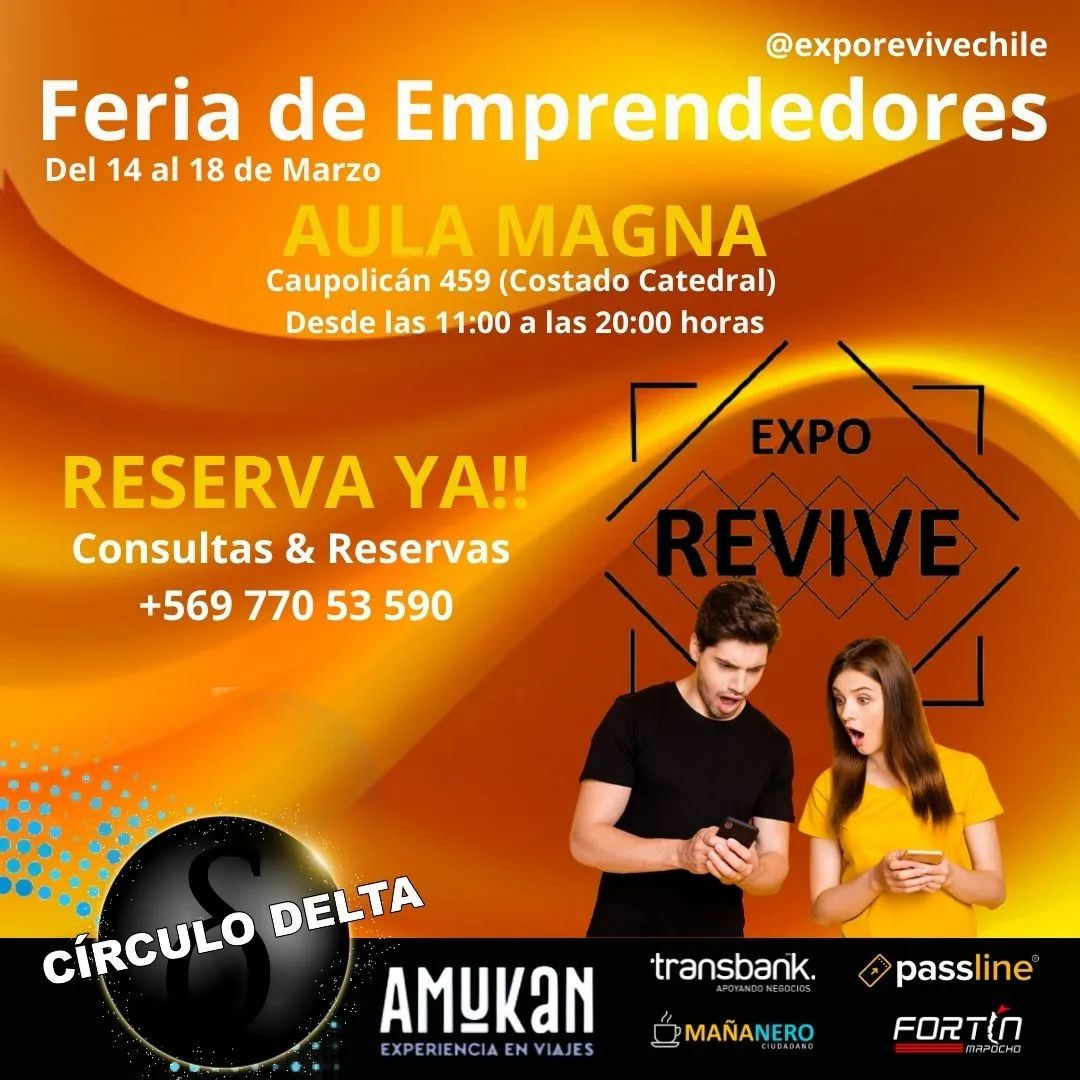 @exporevivechile
Feria de Emprendedores
Del 14 al 18 de Marzo
AULA MAGNA
Caupolicán 459 (Costado Catedral)
Desde las 11:00 a las 20:00 horas
EXPO
REVIVE
RESERVA YA!!
Consultas & Reservas
+569 770 53 590
δ
CÍRCULO DELTA
AMUKAN
EXPERIENCIA EN VIAJES
transbank.
APOYANDO NEGOCIOS
passline
MAÑANERO
CIUDADANO
FORTÍN
MAPOCHO